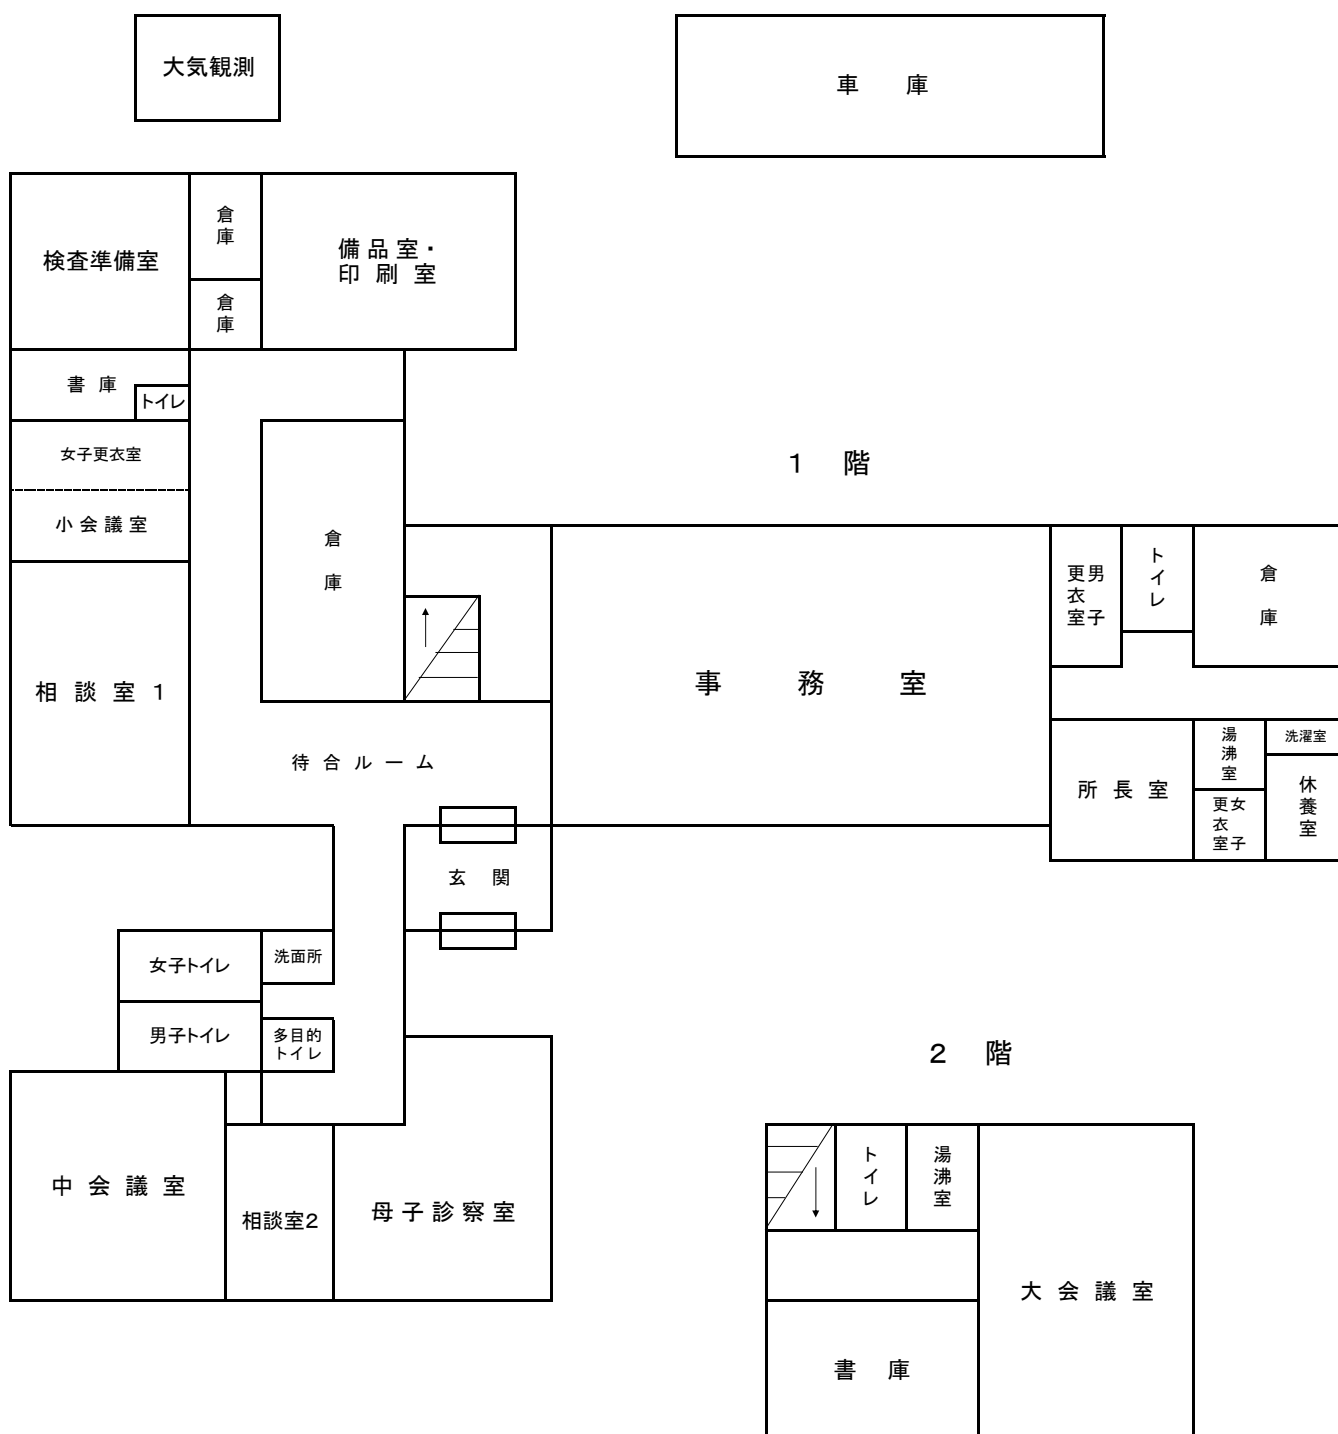 大気観測
車　庫
検査準備室
倉庫
倉庫
備品室・
印刷室
書庫
トイレ
女子更衣室
小会議室
相談室１
倉庫
待合ルーム
１　階
事務室
男子
更衣室
トイレ
倉庫
所長室
湯沸室
洗濯室
女子
更衣室
休養室
玄関
女子トイレ
洗面所
男子トイレ
多目的
トイレ
中会議室
相談室２
母子診察室
２　階
トイレ
湯沸室
大会議室
書庫